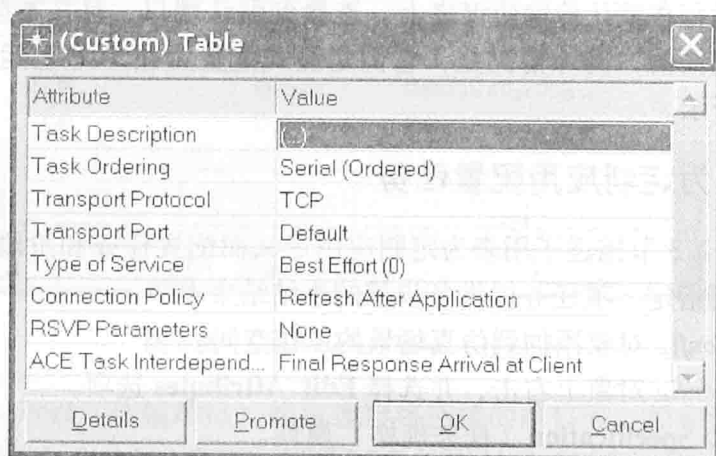 (Custom) Table
Attribute Value
Task Description (...)
Task Ordering Serial (Ordered)
Transport Protocol TCP
Transport Port Default
Type of Service Best Effort (0)
Connection Policy Refresh After Application
RSVP Parameters None
ACE Task Interdepend... Final Response Arrival at Client
Details Promote OK Cancel